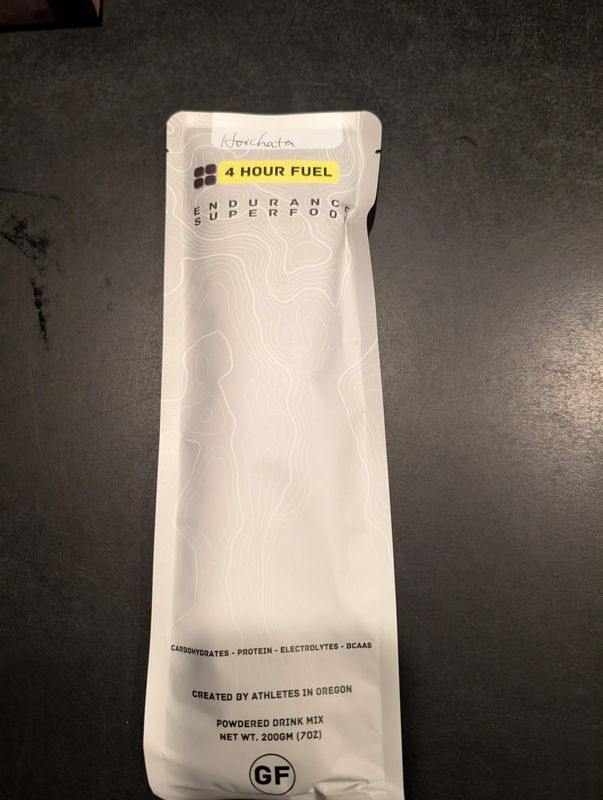 Horchata
4 HOUR FUEL
ENDURANCE
SUPERFOOD
CARBOHYDRATES - PROTEIN - ELECTROLYTES - BCAAS
CREATED BY ATHLETES IN OREGON
POWDERED DRINK MIX
NET WT. 200GM (7OZ)
GF